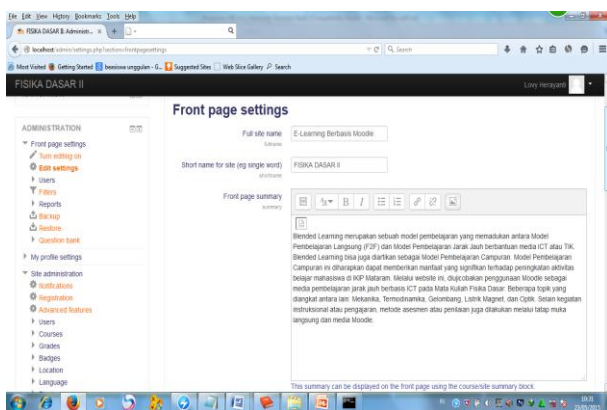 File Edit View History Bookmarks Tools Help
FISIKA DASAR II: Administr...
localhost/admin/settings.php?section=frontpagesettings
Search
Most Visited Getting Started beasiswa unggulan - G... Suggested Sites Web Slice Gallery Search
FISIKA DASAR II
Lovy Herayanti
Front page settings
ADMINISTRATION
Front page settings
Turn editing on
Edit settings
Users
Filters
Reports
Backup
Restore
Question bank
My profile settings
Site administration
Notifications
Registration
Advanced features
Users
Courses
Grades
Badges
Location
Language
Full site name
fullname
E-Learning Berbasis Moodle
Short name for site (eg single word)
shortname
FISIKA DASAR II
Front page summary
summary
Blended Learning merupakan sebuah model pembelajaran yang memadukan antara Model
Pembelajaran Langsung (F2F) dan Model Pembelajaran Jarak Jauh berbantuan media ICT atau TIK.
Blended Learning bisa juga diartikan sebagai Model Pembelajaran Campuran. Model Pembelajaran
Campuran ini diharapkan dapat memberikan manfaat yang signifikan terhadap peningkatan aktivitas
belajar mahasiswa di IKIP Mataram. Melalui website ini, diujicobakan penggunaan Moodle sebagai
media pembelajaran jarak jauh berbasis ICT pada Mata Kuliah Fisika Dasar. Beberapa topik yang
diangkat antara lain: Mekanika, Termodinamika, Gelombang, Listrik Magnet, dan Optik. Selain kegiatan
instruksional atau pengajaran, metode asesmen atau penilaian juga dilakukan melalui tatap muka
langsung dan media Moodle.
This summary can be displayed on the front page using the course/site summary block.
10:31
23/05/2015